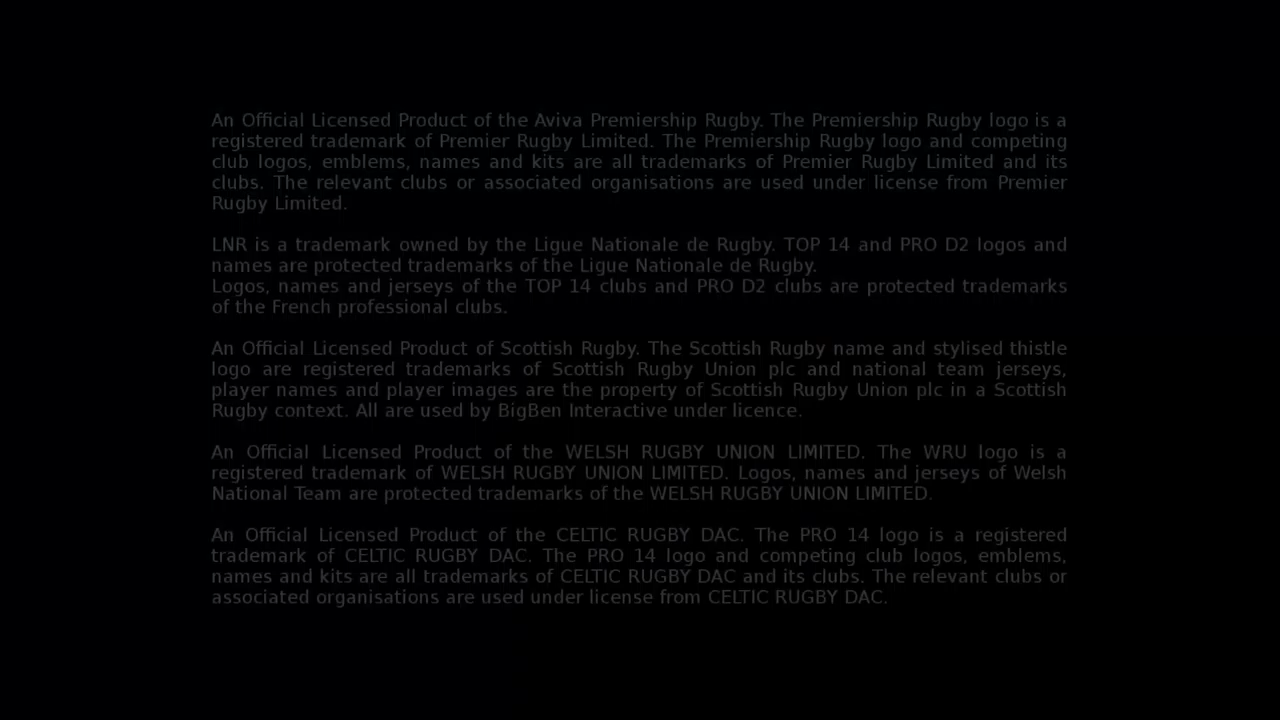 An Official Licensed Product of the Aviva Premiership Rugby. The Premiership Rugby logo is a
registered trademark of Premier Rugby Limited. The Premiership Rugby logo and competing
club logos, emblems, names and kits are all trademarks of Premier Rugby Limited and its
clubs. The relevant clubs or associated organisations are used under license from Premier
Rugby Limited.
LNR is a trademark owned by the Ligue Nationale de Rugby. TOP 14 and PRO D2 logos and
names are protected trademarks of the Ligue Nationale de Rugby.
Logos, names and jerseys of the TOP 14 clubs and PRO D2 clubs are protected trademarks
of the French professional clubs.
An Official Licensed Product of Scottish Rugby. The Scottish Rugby name and stylised thistle
logo are registered trademarks of Scottish Rugby Union plc and national team jerseys,
player names and player images are the property of Scottish Rugby Union plc in a Scottish
Rugby context. All are used by BigBen Interactive under licence.
An Official Licensed Product of the WELSH RUGBY UNION LIMITED. The WRU logo is a
registered trademark of WELSH RUGBY UNION LIMITED. Logos, names and jerseys of Welsh
National Team are protected trademarks of the WELSH RUGBY UNION LIMITED.
An Official Licensed Product of the CELTIC RUGBY DAC. The PRO 14 logo is a registered
trademark of CELTIC RUGBY DAC. The PRO 14 logo and competing club logos, emblems,
names and kits are all trademarks of CELTIC RUGBY DAC and its clubs. The relevant clubs or
associated organisations are used under license from CELTIC RUGBY DAC.